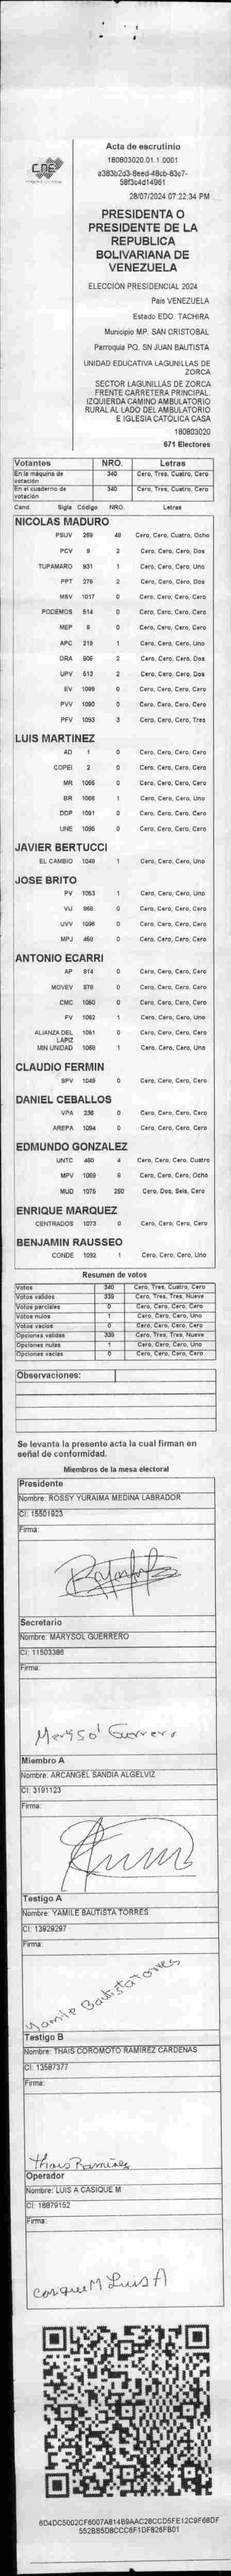 CNE
Acta de escrutinio
180803020.01.1.0001
a383b2d3-8eed-46cb-83c7-
58f3c4d14961
28/07/2024 07:22:34 PM
PRESIDENTA O
PRESIDENTE DE LA
REPUBLICA
BOLIVARIANA DE
VENEZUELA
ELECCIÓN PRESIDENCIAL 2024
País VENEZUELA
Estado EDO. TACHIRA
Municipio MP. SAN CRISTOBAL
Parroquia PQ. SN JUAN BAUTISTA
UNIDAD EDUCATIVA LAGUNILLAS DE
ZORCA
SECTOR LAGUNILLAS DE ZORCA
FRENTE CARRETERA PRINCIPAL.
IZQUIERDA CAMINO AMBULATORIO
RURAL AL LADO DEL AMBULATORIO
E IGLESIA CATÓLICA CASA
180803020
671 Electores
Votantes NRO. Letras
En la máquina de votación 340 Cero, Tres, Cuatro, Cero
En el cuaderno de votación 340 Cero, Tres, Cuatro, Cero
Cand. Sigla Código NRO. Letras
NICOLAS MADURO
PSUV 269 48 Cero, Cero, Cuatro, Ocho
PCV 9 2 Cero, Cero, Cero, Dos
TUPAMARO 931 1 Cero, Cero, Cero, Uno
PPT 276 2 Cero, Cero, Cero, Dos
MSV 1017 0 Cero, Cero, Cero, Cero
PODEMOS 514 0 Cero, Cero, Cero, Cero
MEP 6 0 Cero, Cero, Cero, Cero
APC 219 1 Cero, Cero, Cero, Uno
ORA 906 2 Cero, Cero, Cero, Dos
UPV 613 2 Cero, Cero, Cero, Dos
EV 1089 0 Cero, Cero, Cero, Cero
PVV 1090 0 Cero, Cero, Cero, Cero
PFV 1093 3 Cero, Cero, Cero, Tres
LUIS MARTINEZ
AD 1 0 Cero, Cero, Cero, Cero
COPEI 2 0 Cero, Cero, Cero, Cero
MR 1065 0 Cero, Cero, Cero, Cero
BR 1066 1 Cero, Cero, Cero, Uno
DDP 1091 0 Cero, Cero, Cero, Cero
UNE 1095 0 Cero, Cero, Cero, Cero
JAVIER BERTUCCI
EL CAMBIO 1048 1 Cero, Cero, Cero, Uno
JOSE BRITO
PV 1053 1 Cero, Cero, Cero, Uno
VU 868 0 Cero, Cero, Cero, Cero
UVV 1096 0 Cero, Cero, Cero, Cero
MPJ 459 0 Cero, Cero, Cero, Cero
ANTONIO ECARRI
AP 814 0 Cero, Cero, Cero, Cero
MOVEV 978 0 Cero, Cero, Cero, Cero
CMC 1050 0 Cero, Cero, Cero, Cero
FV 1062 1 Cero, Cero, Cero, Uno
ALIANZA DEL LAPIZ 1051 0 Cero, Cero, Cero, Cero
MIN UNIDAD 1068 1 Cero, Cero, Cero, Uno
CLAUDIO FERMIN
SPV 1049 0 Cero, Cero, Cero, Cero
DANIEL CEBALLOS
VPA 236 0 Cero, Cero, Cero, Cero
AREPA 1094 0 Cero, Cero, Cero, Cero
EDMUNDO GONZALEZ
UNTC 460 4 Cero, Cero, Cero, Cuatro
MPV 1069 8 Cero, Cero, Cero, Ocho
MUD 1075 260 Cero, Dos, Seis, Cero
ENRIQUE MARQUEZ
CENTRADOS 1073 0 Cero, Cero, Cero, Cero
BENJAMIN RAUSSEO
CONDE 1092 1 Cero, Cero, Cero, Uno
Resumen de votos
Votos 340 Cero, Tres, Cuatro, Cero
Votos validos 339 Cero, Tres, Tres, Nueve
Votos parciales 0 Cero, Cero, Cero, Cero
Votos nulos 1 Cero, Cero, Cero, Uno
Votos vacios 0 Cero, Cero, Cero, Cero
Opciones validas 339 Cero, Tres, Tres, Nueve
Opciones nulas 1 Cero, Cero, Cero, Uno
Opciones vacias 0 Cero, Cero, Cero, Cero
Observaciones:
Se levanta la presente acta la cual firman en
señal de conformidad.
Miembros de la mesa electoral
Presidente
Nombre: ROSSY YURAIMA MEDINA LABRADOR
CI: 15501923
Firma:
Secretario
Nombre: MARYSOL GUERRERO
CI: 11503386
Firma:
Marysol Guerrero
Miembro A
Nombre: ARCANGEL SANDIA ALGELVIZ
CI: 3191123
Firma:
Testigo A
Nombre: YAMILE BAUTISTA TORRES
CI: 13929297
Firma:
Yamile Bautista Torres
Testigo B
Nombre: THAIS COROMOTO RAMIREZ CARDENAS
CI: 13587377
Firma:
Thais Ramirez
Operador
Nombre: LUIS A CASIQUE M
CI: 18879152
Firma:
Casique M Luis A
6D4DC5002CF6007A814B9AAC28CCD5FE12C9F68DF
552BB5D8CCC6F1DF826FB01